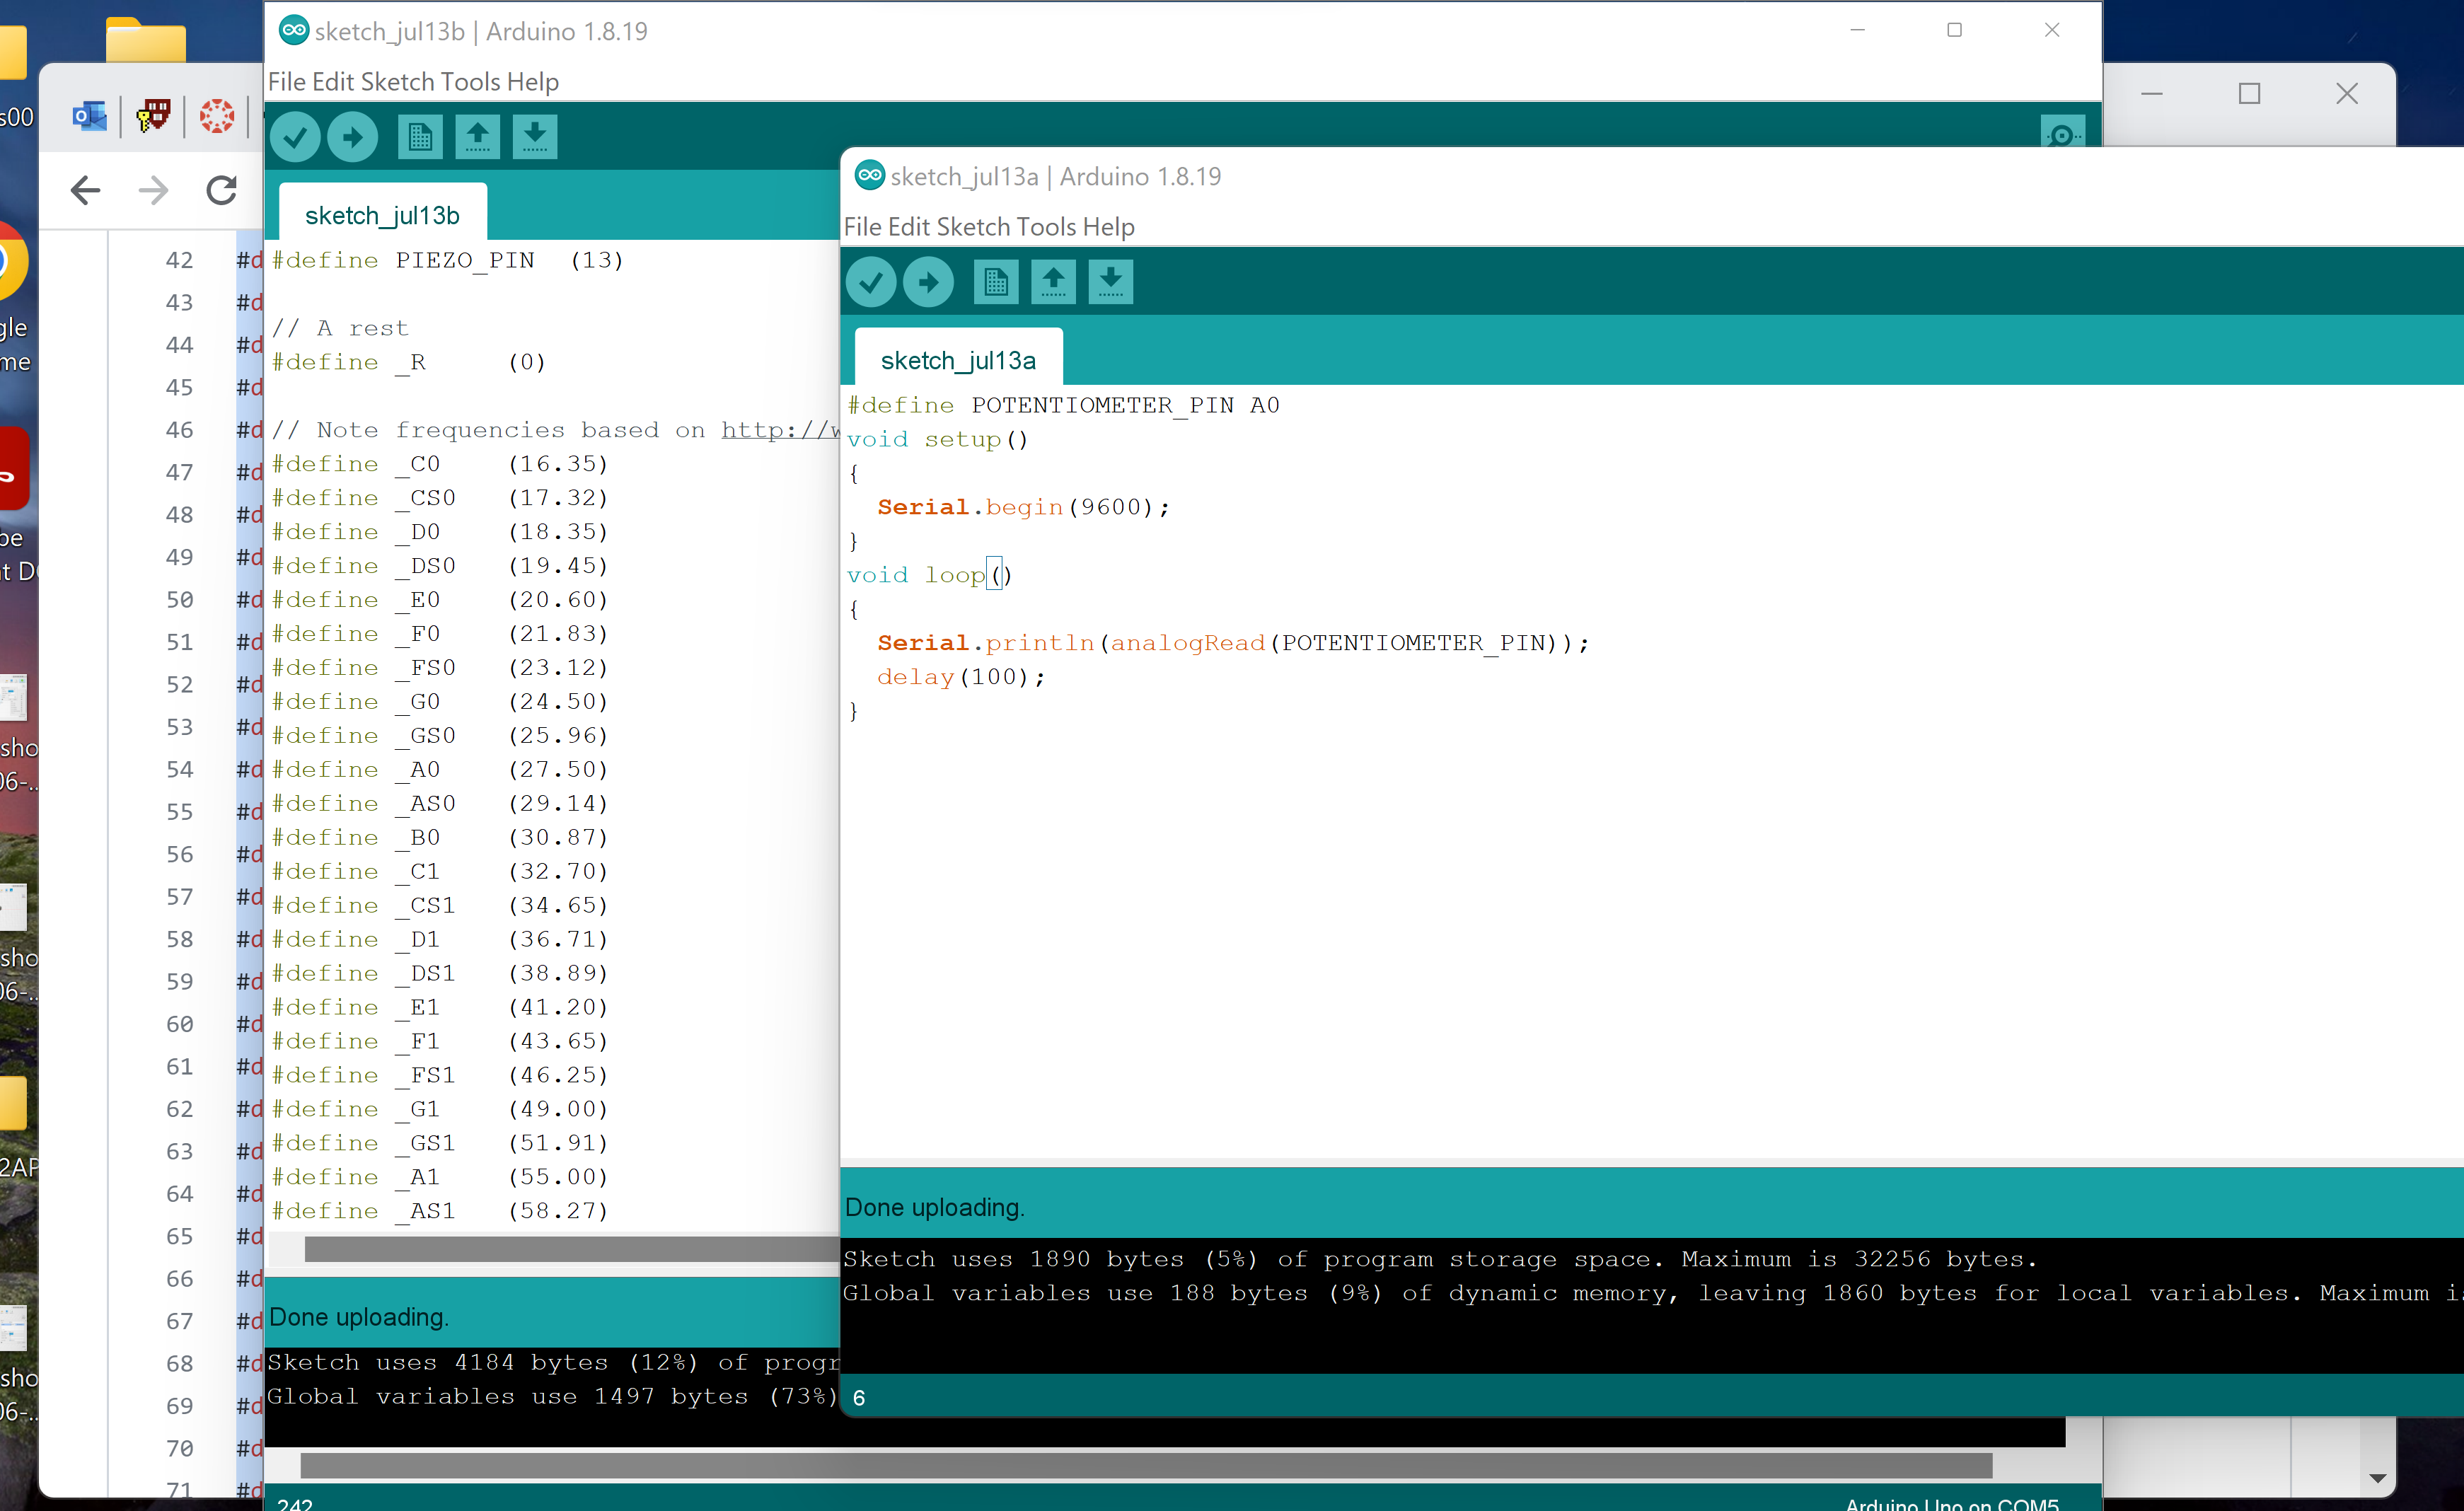 sketch_jul13b | Arduino 1.8.19
File Edit Sketch Tools Help
sketch_jul13b
#define PIEZO_PIN (13)
// A rest
#define _R (0)
// Note frequencies based on http://w
#define _C0 (16.35)
#define _CS0 (17.32)
#define _D0 (18.35)
#define _DS0 (19.45)
#define _E0 (20.60)
#define _F0 (21.83)
#define _FS0 (23.12)
#define _G0 (24.50)
#define _GS0 (25.96)
#define _A0 (27.50)
#define _AS0 (29.14)
#define _B0 (30.87)
#define _C1 (32.70)
#define _CS1 (34.65)
#define _D1 (36.71)
#define _DS1 (38.89)
#define _E1 (41.20)
#define _F1 (43.65)
#define _FS1 (46.25)
#define _G1 (49.00)
#define _GS1 (51.91)
#define _A1 (55.00)
#define _AS1 (58.27)
Done uploading.
Sketch uses 4184 bytes (12%) of progr
Global variables use 1497 bytes (73%)
242
Arduino Uno on COM5
sketch_jul13a | Arduino 1.8.19
File Edit Sketch Tools Help
sketch_jul13a
#define POTENTIOMETER_PIN A0
void setup()
{
Serial.begin(9600);
}
void loop()
{
Serial.println(analogRead(POTENTIOMETER_PIN));
delay(100);
}
Done uploading.
Sketch uses 1890 bytes (5%) of program storage space. Maximum is 32256 bytes.
Global variables use 188 bytes (9%) of dynamic memory, leaving 1860 bytes for local variables. Maximum i
6
42 #d
43 #d
44 #d
45 #d
46 #d
47 #d
48 #d
49 #d
50 #d
51 #d
52 #d
53 #d
54 #d
55 #d
56 #d
57 #d
58 #d
59 #d
60 #d
61 #d
62 #d
63 #d
64 #d
65 #d
66 #d
67 #d
68 #d
69 #d
70 #d
71 #d
s00
gle
me
be
t D
sho
06-..
sho
06-..
2AP
sho
06-..